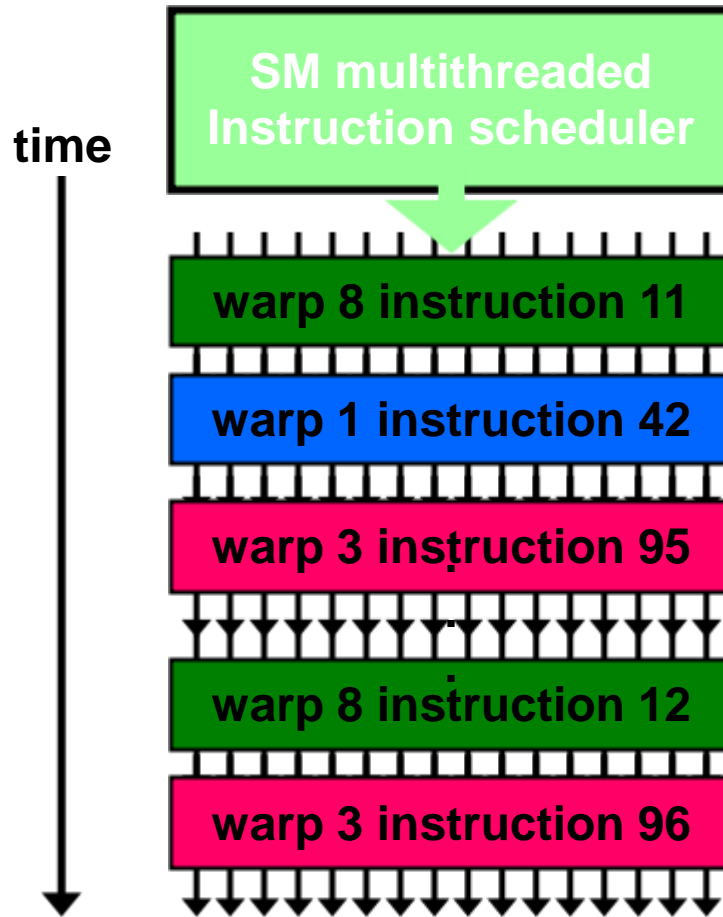 SM multithreaded
Instruction scheduler
time
warp 8 instruction 11
warp 1 instruction 42
warp 3 instruction 95
.
.
.
warp 8 instruction 12
warp 3 instruction 96